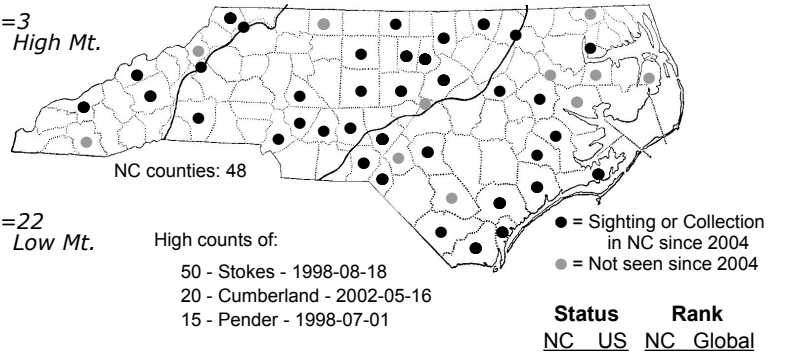 =3
High Mt.
NC counties: 48
=22
Low Mt.
High counts of:
50 - Stokes - 1998-08-18
20 - Cumberland - 2002-05-16
15 - Pender - 1998-07-01
= Sighting or Collection
in NC since 2004
= Not seen since 2004
Status Rank
NC US NC Global